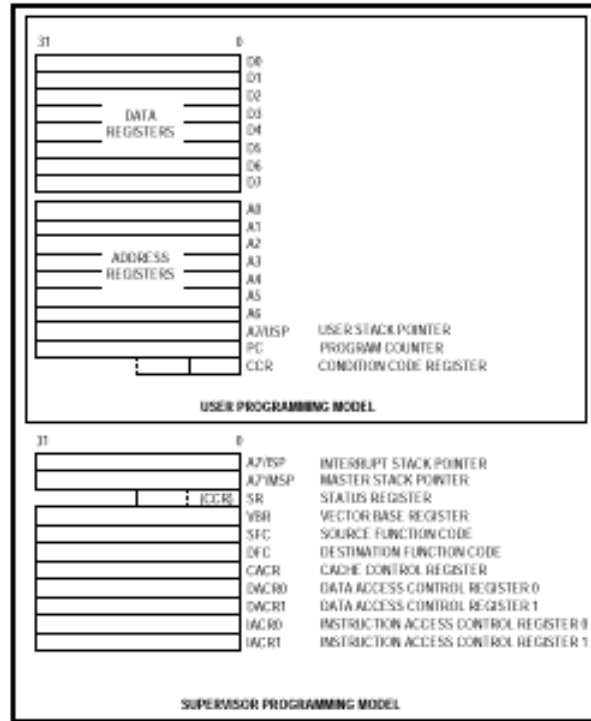 31 0
D0
D1
D2
D3
D4
D5
D6
D7
DATA
REGISTERS
A0
A1
A2
A3
A4
A5
A6
ADDRESS
REGISTERS
A7/USP USER STACK POINTER
PC PROGRAM COUNTER
CCR CONDITION CODE REGISTER
USER PROGRAMMING MODEL
31 0
A7'/ISP INTERRUPT STACK POINTER
A7"/MSP MASTER STACK POINTER
(CCR) SR STATUS REGISTER
VBR VECTOR BASE REGISTER
SFC SOURCE FUNCTION CODE
DFC DESTINATION FUNCTION CODE
CACR CACHE CONTROL REGISTER
DACR0 DATA ACCESS CONTROL REGISTER 0
DACR1 DATA ACCESS CONTROL REGISTER 1
IACR0 INSTRUCTION ACCESS CONTROL REGISTER 0
IACR1 INSTRUCTION ACCESS CONTROL REGISTER 1
SUPERVISOR PROGRAMMING MODEL